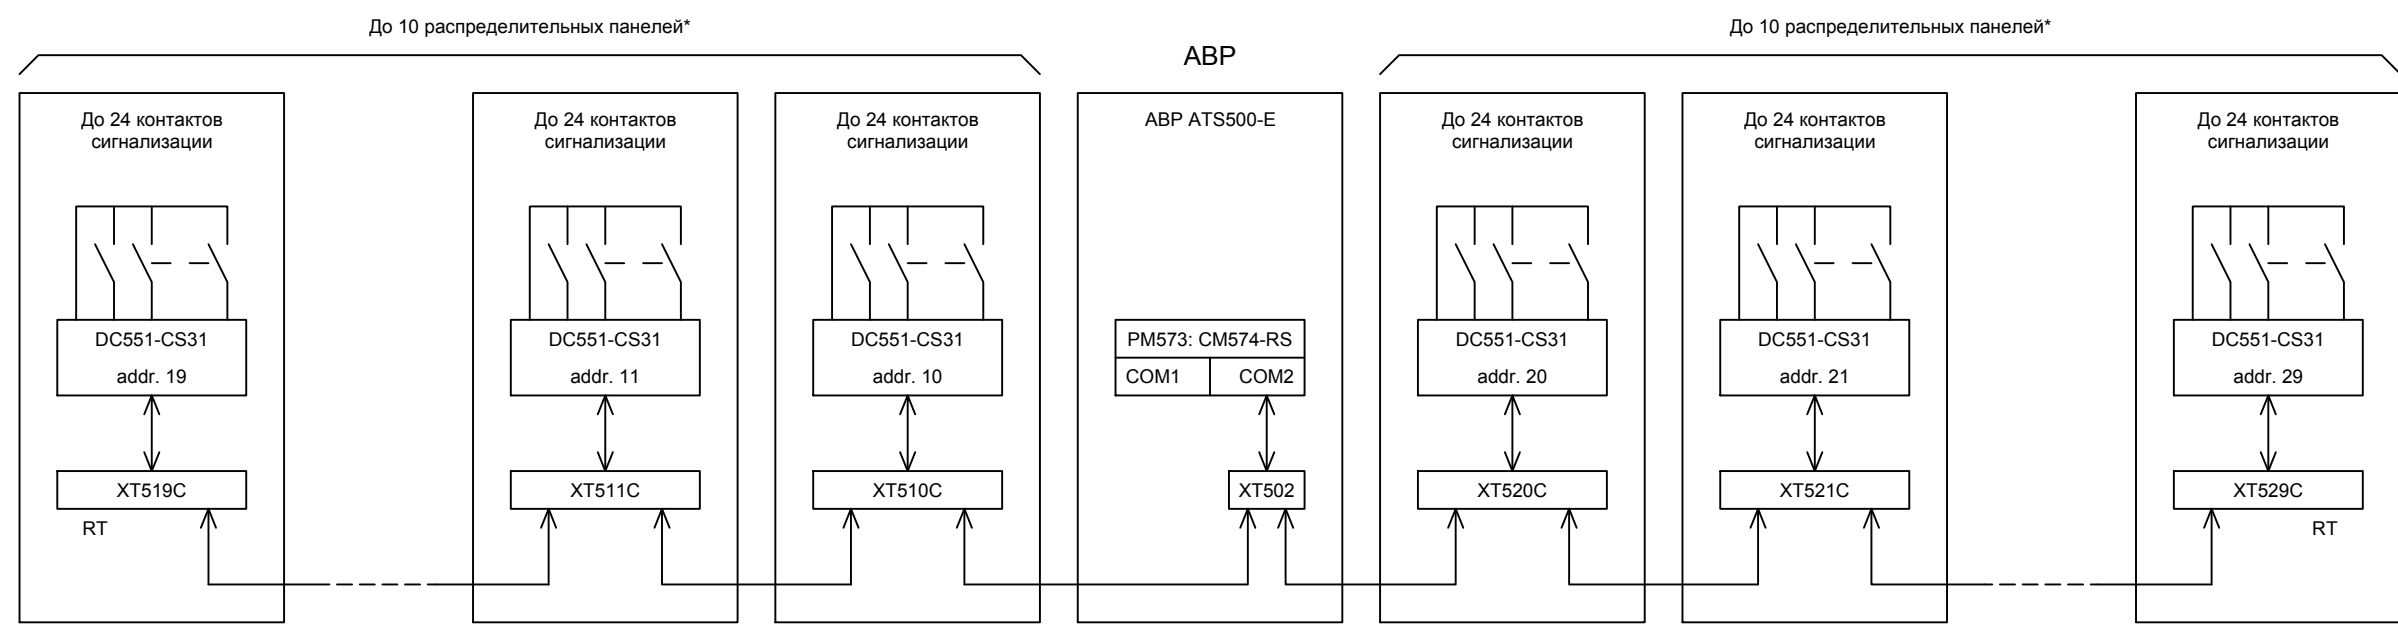 До 10 распределительных панелей*
До 10 распределительных панелей*
АВР
До 24 контактов
сигнализации
DC551-CS31
addr. 19
XT519C
RT
До 24 контактов
сигнализации
DC551-CS31
addr. 11
XT511C
До 24 контактов
сигнализации
DC551-CS31
addr. 10
XT510C
АВР ATS500-E
PM573: CM574-RS
COM1 COM2
XT502
До 24 контактов
сигнализации
DC551-CS31
addr. 20
XT520C
До 24 контактов
сигнализации
DC551-CS31
addr. 21
XT521C
До 24 контактов
сигнализации
DC551-CS31
addr. 29
XT529C
RT